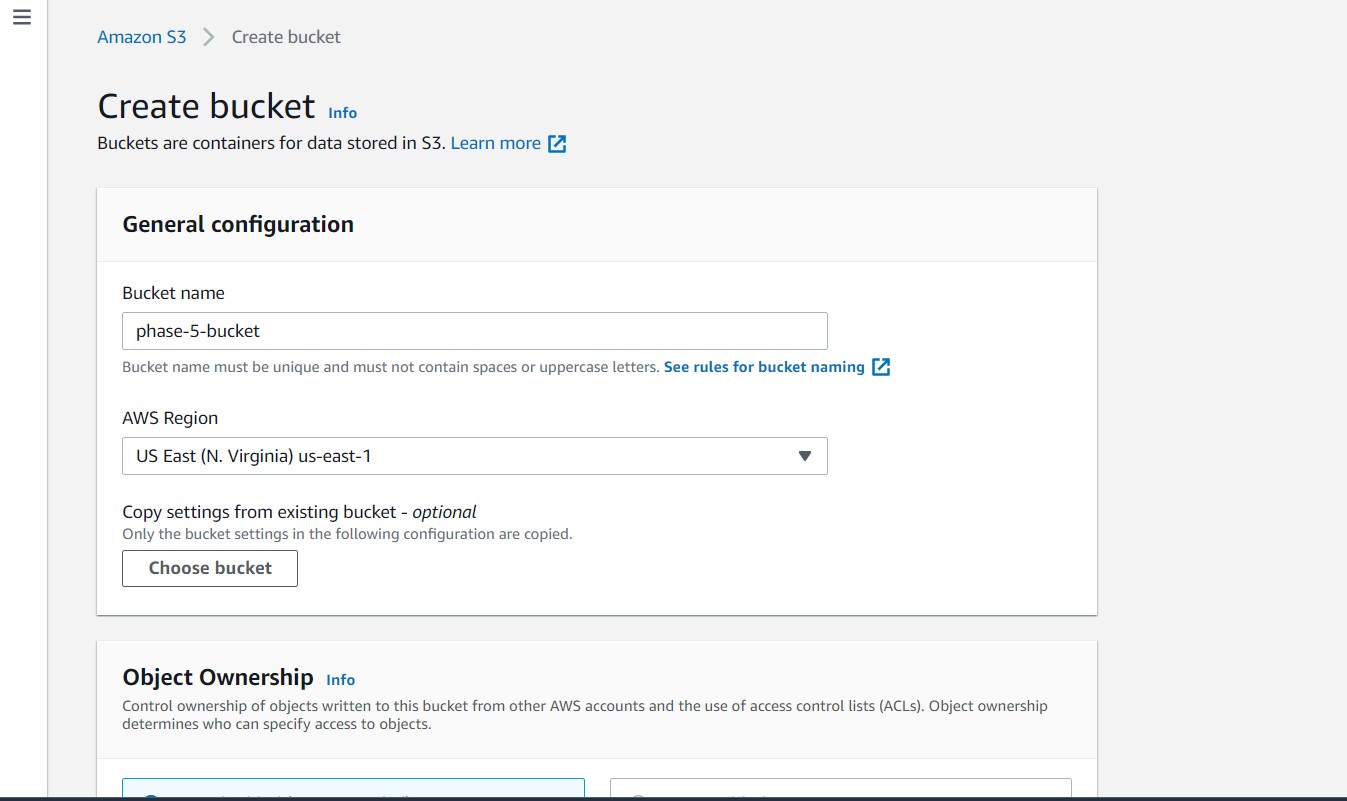 Amazon S3 Create bucket
Create bucket Info
Buckets are containers for data stored in S3. Learn more
General configuration
Bucket name
phase-5-bucket
Bucket name must be unique and must not contain spaces or uppercase letters. See rules for bucket naming
AWS Region
US East (N. Virginia) us-east-1
Copy settings from existing bucket - optional
Only the bucket settings in the following configuration are copied.
Choose bucket
Object Ownership Info
Control ownership of objects written to this bucket from other AWS accounts and the use of access control lists (ACLs). Object ownership
determines who can specify access to objects.